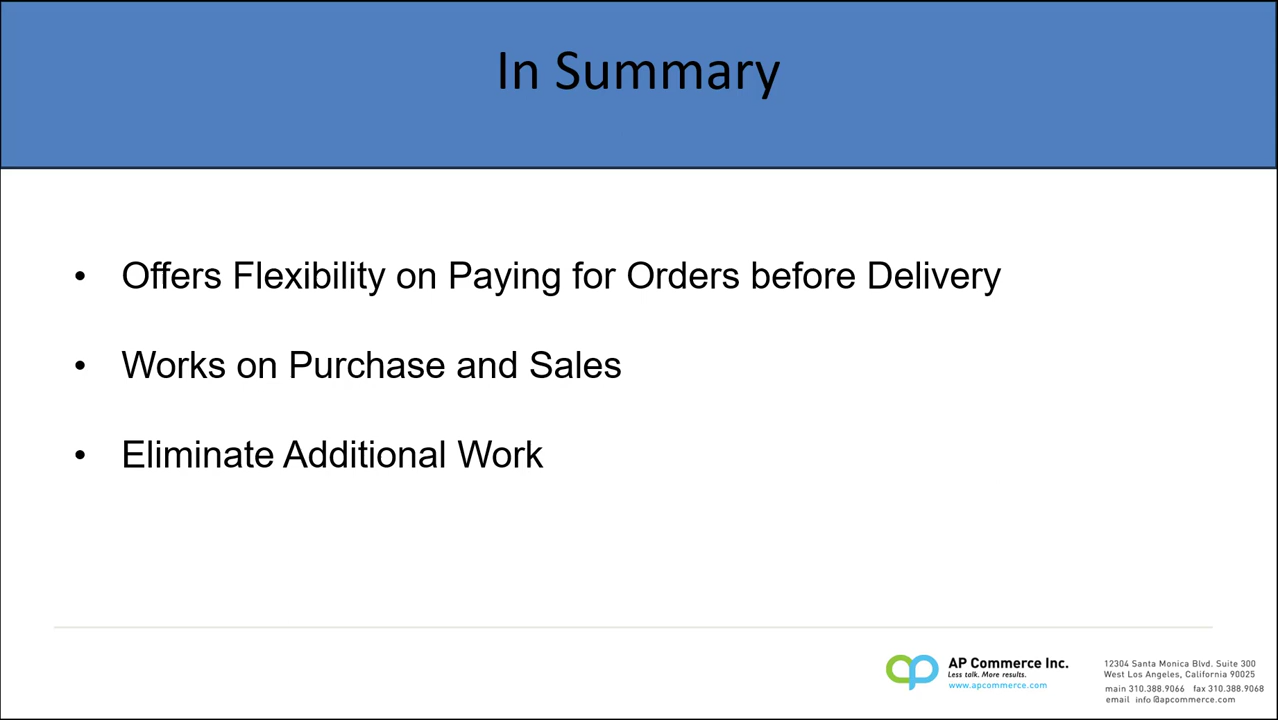 In Summary
• Offers Flexibility on Paying for Orders before Delivery
• Works on Purchase and Sales
• Eliminate Additional Work
AP Commerce Inc.
Less talk. More results.
www.apcommerce.com
12304 Santa Monica Blvd. Suite 300
West Los Angeles, California 90025
main 310.388.9066 fax 310.388.9068
email info@apcommerce.com